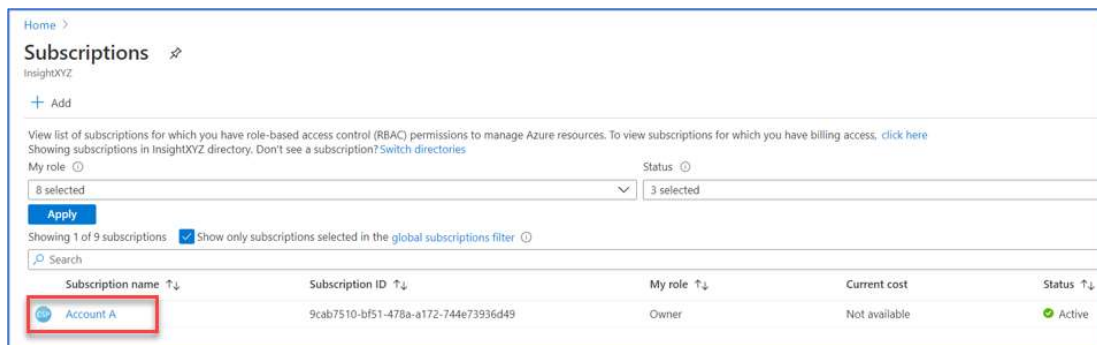 Home >
Subscriptions
InsightXYZ
+ Add
View list of subscriptions for which you have role-based access control (RBAC) permissions to manage Azure resources. To view subscriptions for which you have billing access, click here
Showing subscriptions in InsightXYZ directory. Don't see a subscription? Switch directories
My role Status
8 selected 3 selected
Apply
Showing 1 of 9 subscriptions Show only subscriptions selected in the global subscriptions filter
Search
Subscription name ↑↓ Subscription ID ↑↓ My role ↑↓ Current cost Status ↑↓
CSP Account A 9cab7510-bf51-478a-a172-744e73936d49 Owner Not available Active